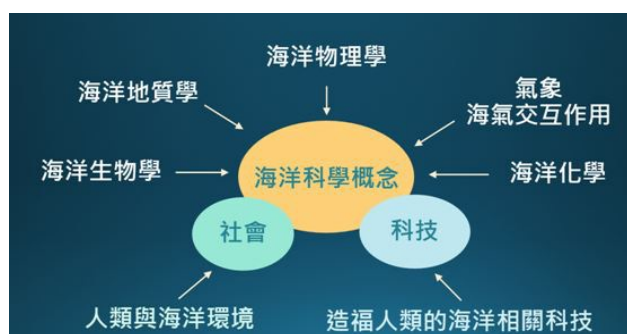 海洋物理學
海洋地質學
氣象
海氣交互作用
海洋生物學
海洋科學概念
海洋化學
社會
科技
人類與海洋環境
造福人類的海洋相關科技